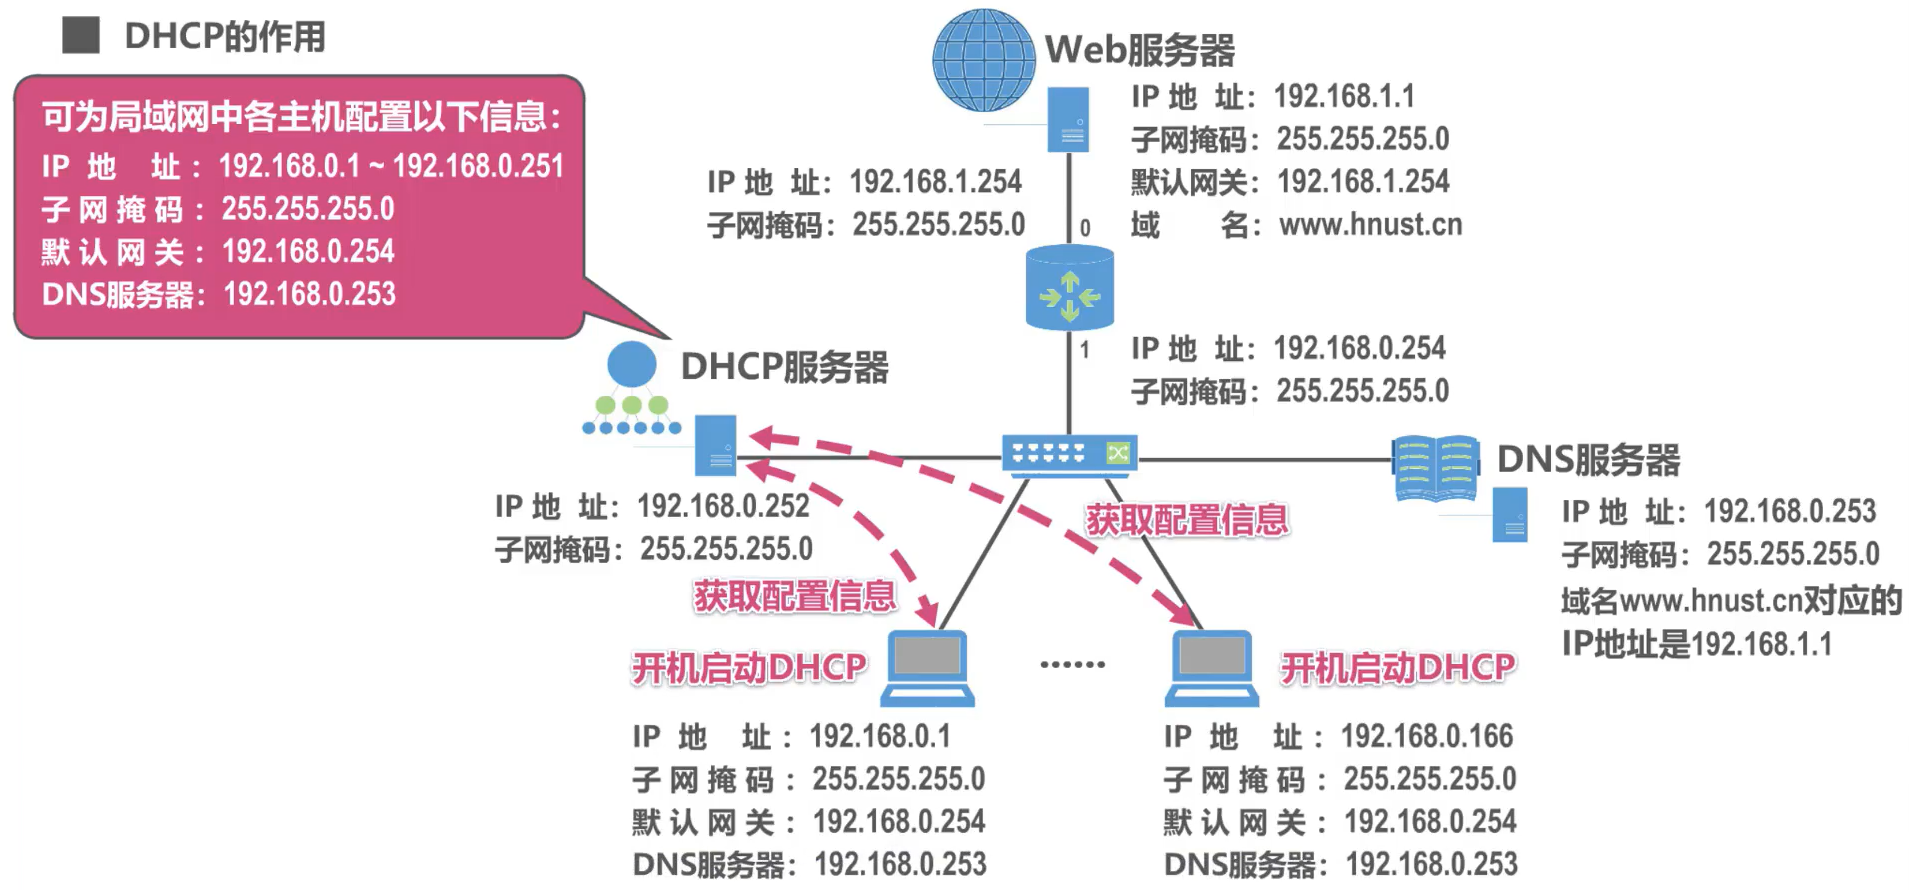 DHCP的作用
可为局域网中各主机配置以下信息：
IP 地 址：192.168.0.1 ~ 192.168.0.251
子网掩码：255.255.255.0
默认网关：192.168.0.254
DNS服务器：192.168.0.253
Web服务器
IP 地 址：192.168.1.1
子网掩码：255.255.255.0
默认网关：192.168.1.254
域 名：www.hnust.cn
IP 地 址：192.168.1.254
子网掩码：255.255.255.0
0
1
IP 地 址：192.168.0.254
子网掩码：255.255.255.0
DHCP服务器
IP 地 址：192.168.0.252
子网掩码：255.255.255.0
DNS服务器
IP 地 址：192.168.0.253
子网掩码：255.255.255.0
域名www.hnust.cn对应的
IP地址是192.168.1.1
获取配置信息
获取配置信息
开机启动DHCP
......
开机启动DHCP
IP 地 址：192.168.0.1
子网掩码：255.255.255.0
默认网关：192.168.0.254
DNS服务器：192.168.0.253
IP 地 址：192.168.0.166
子网掩码：255.255.255.0
默认网关：192.168.0.254
DNS服务器：192.168.0.253